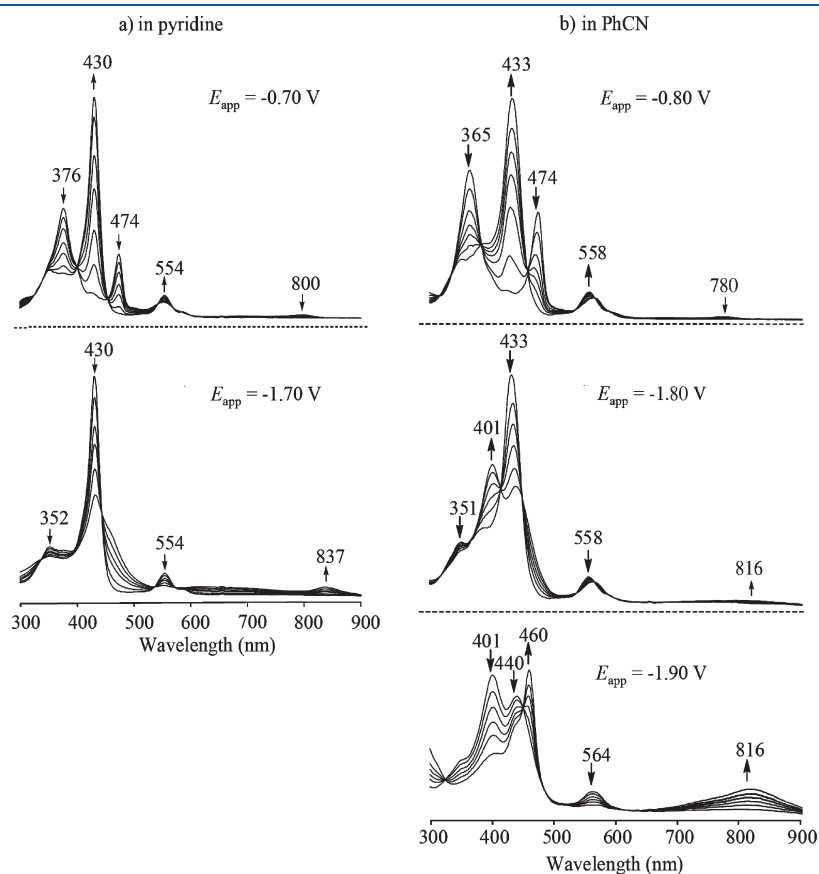 a) in pyridine
430
E_app = -0.70 V
376
474
554
800
430
E_app = -1.70 V
352
554
837
300 400 500 600 700 800 900
Wavelength (nm)
b) in PhCN
433
E_app = -0.80 V
365
474
558
780
433
E_app = -1.80 V
401
351
558
816
401
460
440
E_app = -1.90 V
564
816
300 400 500 600 700 800 900
Wavelength (nm)